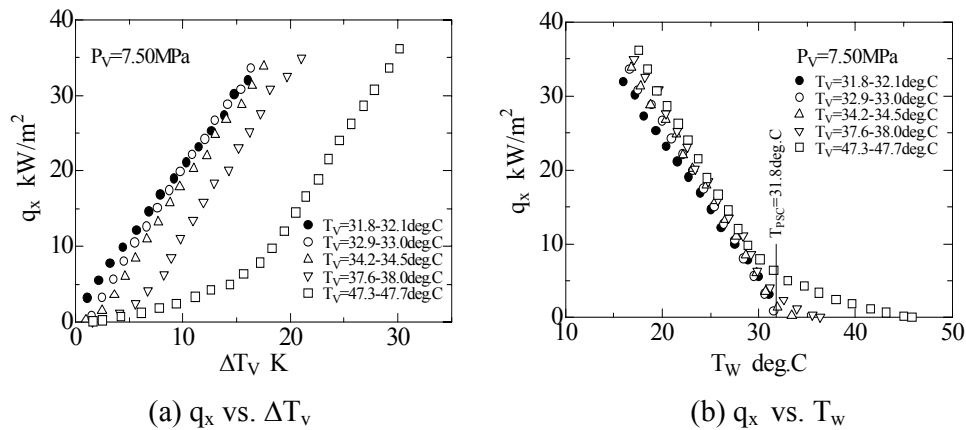 40
30
20
10
0
q_x kW/m²
P_V=7.50MPa
● T_V=31.8-32.1deg.C
○ T_V=32.9-33.0deg.C
△ T_V=34.2-34.5deg.C
▽ T_V=37.6-38.0deg.C
□ T_V=47.3-47.7deg.C
0 10 20 30
ΔT_V K
(a) q_x vs. ΔT_v
40
30
20
10
0
q_x kW/m²
P_V=7.50MPa
● T_V=31.8-32.1deg.C
○ T_V=32.9-33.0deg.C
△ T_V=34.2-34.5deg.C
▽ T_V=37.6-38.0deg.C
□ T_V=47.3-47.7deg.C
T_PSC=31.8deg.C
10 20 30 40 50
T_W deg.C
(b) q_x vs. T_w